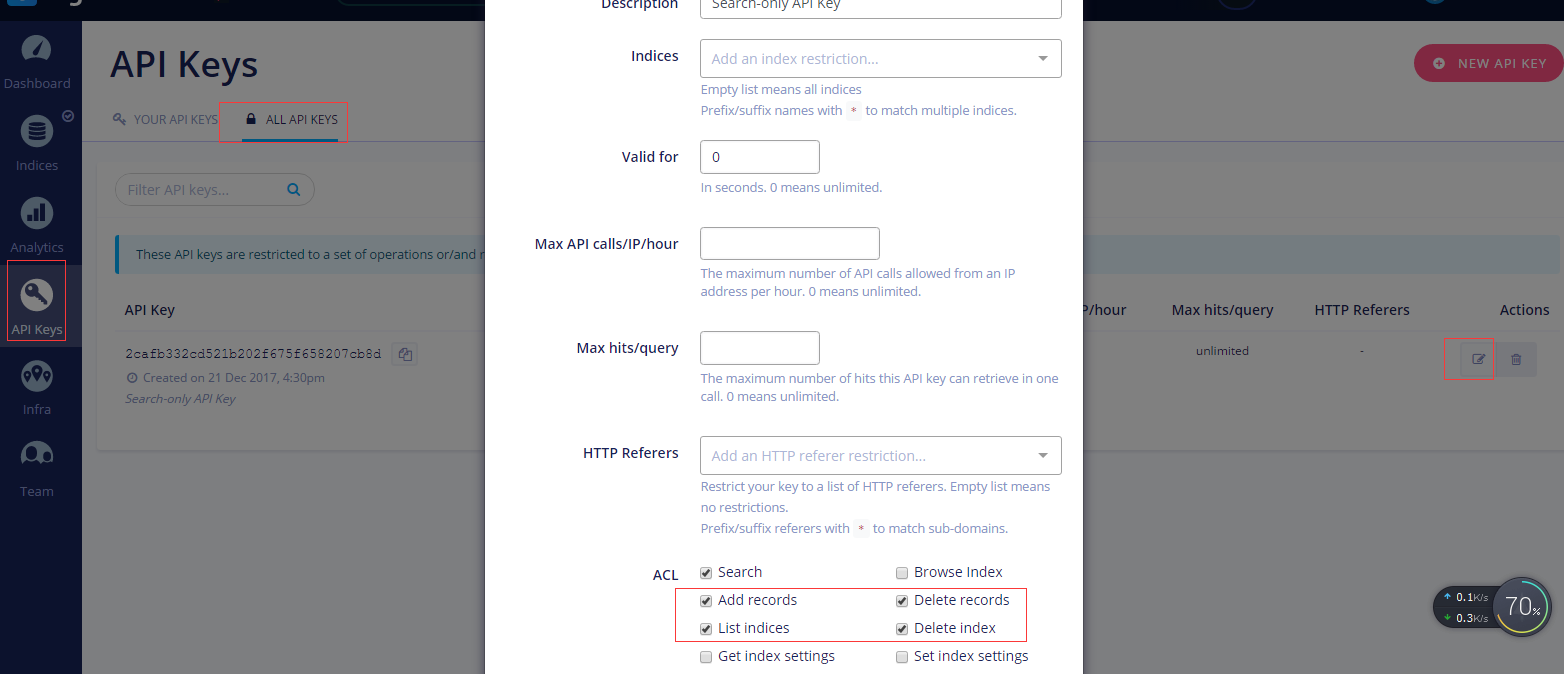 Description
Search-only API Key
Dashboard
API Keys
Indices
Add an index restriction...
NEW API KEY
Empty list means all indices
Prefix/suffix names with * to match multiple indices.
YOUR API KEYS
ALL API KEYS
Indices
Valid for
0
In seconds. 0 means unlimited.
Filter API keys...
Analytics
Max API calls/IP/hour
These API keys are restricted to a set of operations or/and
The maximum number of API calls allowed from an IP
address per hour. 0 means unlimited.
API Keys
API Key
P/hour
Max hits/query
HTTP Referers
Actions
2cafb332cd521b202f675f658207cb8d
Max hits/query
unlimited
-
Created on 21 Dec 2017, 4:30pm
The maximum number of hits this API key can retrieve in one
call. 0 means unlimited.
Search-only API Key
Infra
HTTP Referers
Add an HTTP referer restriction...
Restrict your key to a list of HTTP referers. Empty list means
no restrictions.
Prefix/suffix referers with * to match sub-domains.
Team
ACL
Search
Browse Index
Add records
Delete records
List indices
Delete index
Get index settings
Set index settings
0.1K/s
0.3K/s
70%